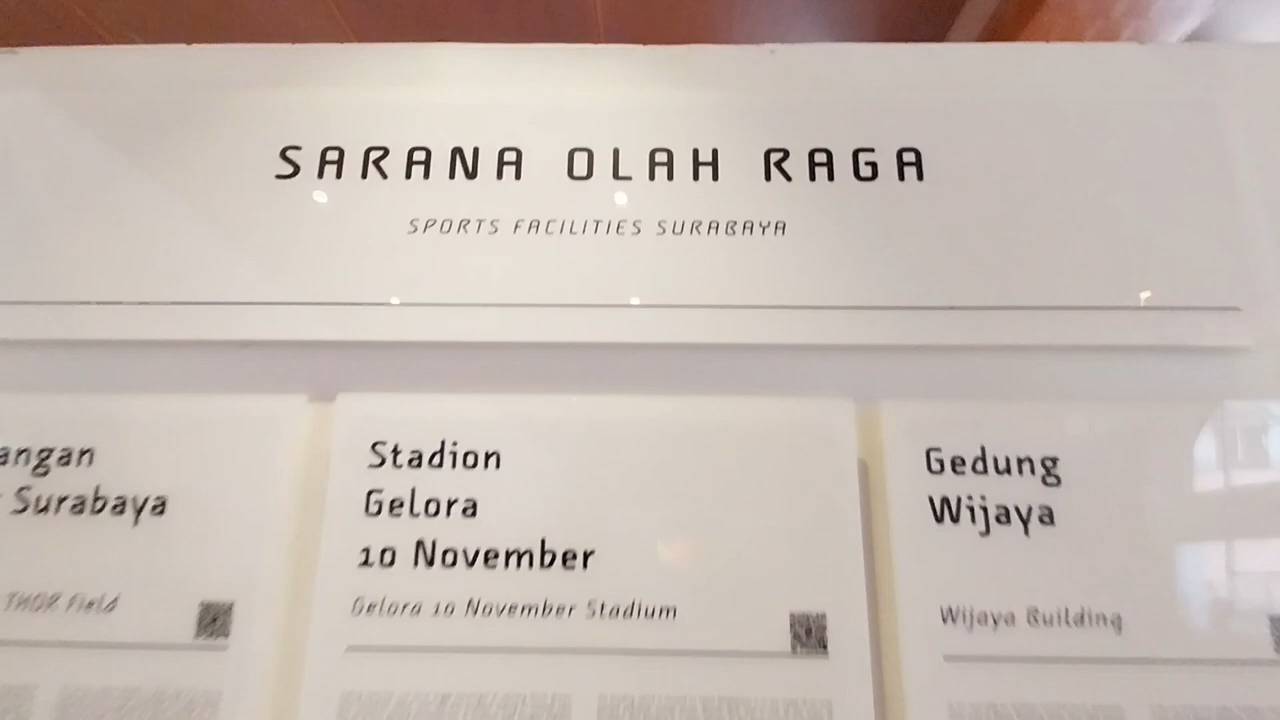 SARANA OLAH RAGA
SPORTS FACILITIES SURABAYA
angan
Surabaya
THOR Field
Stadion
Gelora
10 November
Gelora 10 November Stadium
Gedung
Wijaya
Wijaya Building